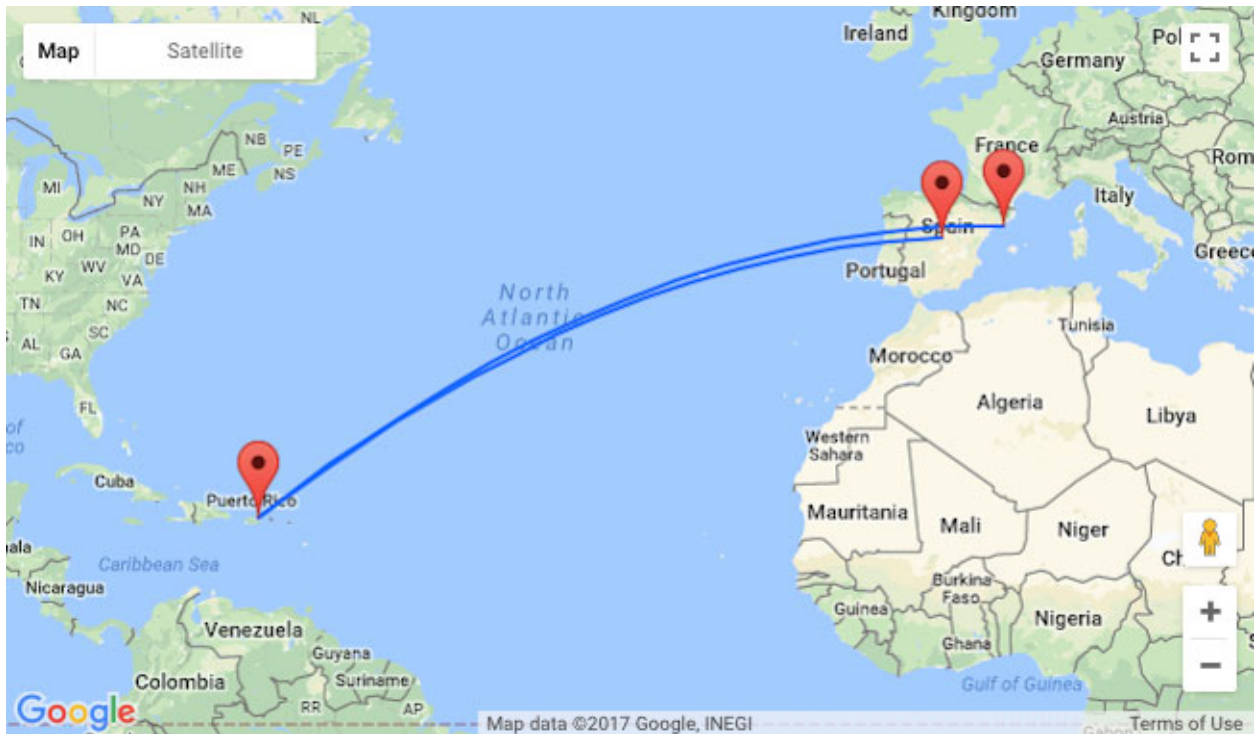 NL
Kingdom
Map
Satellite
Ireland
Germany
NB
PE
ME
NS
Austria
France
MI
NY
NH
MA
Italy
Spain
IN
OH
PA
MD
DE
WV
KY
VA
Portugal
Greece
TN
NC
North
Atlantic
Ocean
SC
AL
GA
Tunisia
Morocco
FL
Algeria
Libya
of
Western
Sahara
Cuba
Puerto Rico
Mauritania
Mali
Niger
Caribbean Sea
Nicaragua
Burkina
Faso
Guinea
Nigeria
Venezuela
Ghana
Guyana
Suriname
Colombia
RR
AP
Gulf of Guinea
+
−
Google
Map data ©2017 Google, INEGI
Terms of Use